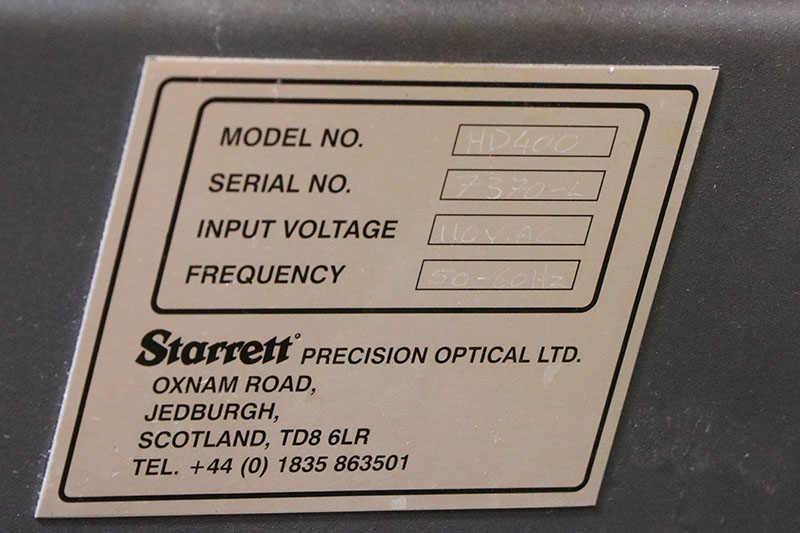 MODEL NO. HD400
SERIAL NO. 7370-L
INPUT VOLTAGE 110V.AC
FREQUENCY 50-60Hz
Starrett° PRECISION OPTICAL LTD.
OXNAM ROAD,
JEDBURGH,
SCOTLAND, TD8 6LR
TEL. +44 (0) 1835 863501